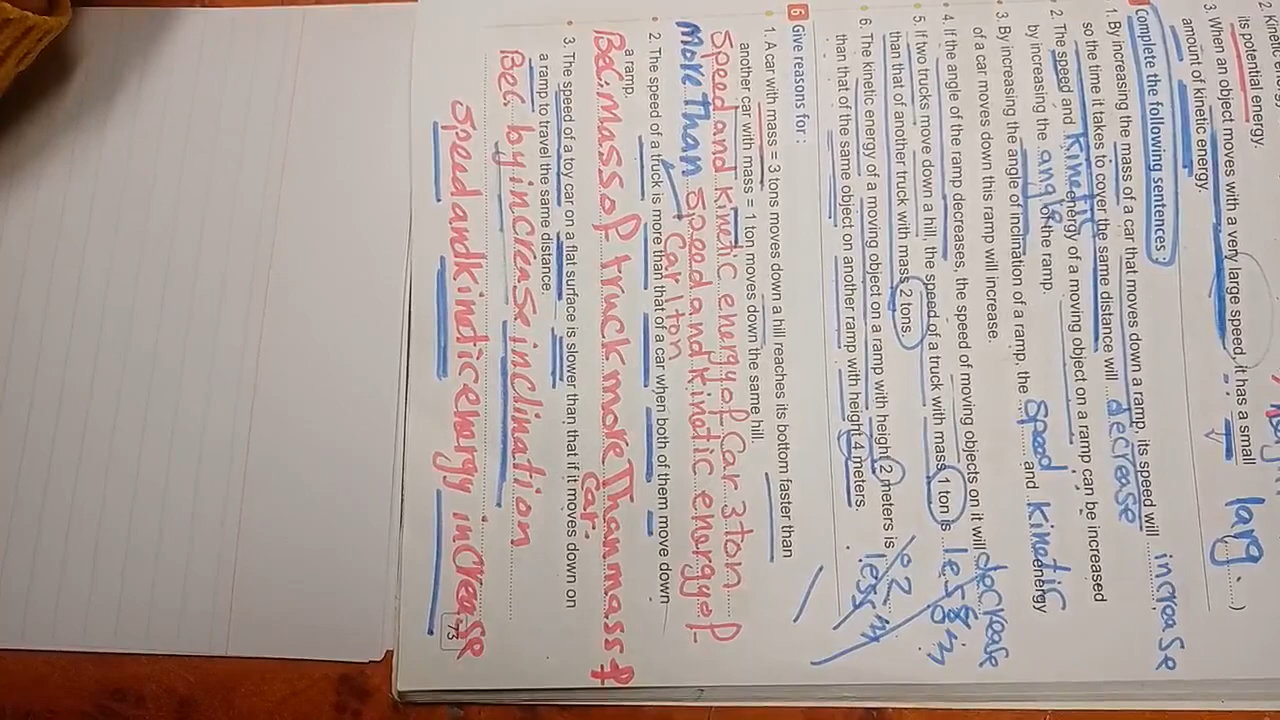 2. Kinetic
its potential energy.
3. When an object moves with a very large speed, it has a small
amount of kinetic energy.
larg
....)
Complete the following sentences:
1. By increasing the mass of a car that moves down a ramp, its speed will increase
so the time it takes to cover the same distance will decrease
2. The speed and kinetic energy of a moving object on a ramp can be increased
by increasing the angle of the ramp.
3. By increasing the angle of inclination of a ramp, the speed and kinetic energy
of a car moves down this ramp will increase.
4. If the angle of the ramp decreases, the speed of moving objects on it will decrease
5. If two trucks move down a hill, the speed of a truck with mass 1 ton is less
than that of another truck with mass 2 tons.
6. The kinetic energy of a moving object on a ramp with height 2 meters is less
than that of the same object on another ramp with height 4 meters.
6 Give reasons for :
1. A car with mass = 3 tons moves down a hill reaches its bottom faster than
another car with mass = 1 ton moves down the same hill.
speed and kinetic energy of Car 3 ton
more Than speed and kinetic energy of
Car 1 ton
2. The speed of a truck is more than that of a car when both of them move down
a ramp.
Bec. mass of truck more Than mass of
car.
3. The speed of a toy car on a flat surface is slower than that if it moves down on
a ramp to travel the same distance.
Bec. by increase inclination
speed and kinetic energy increase
73